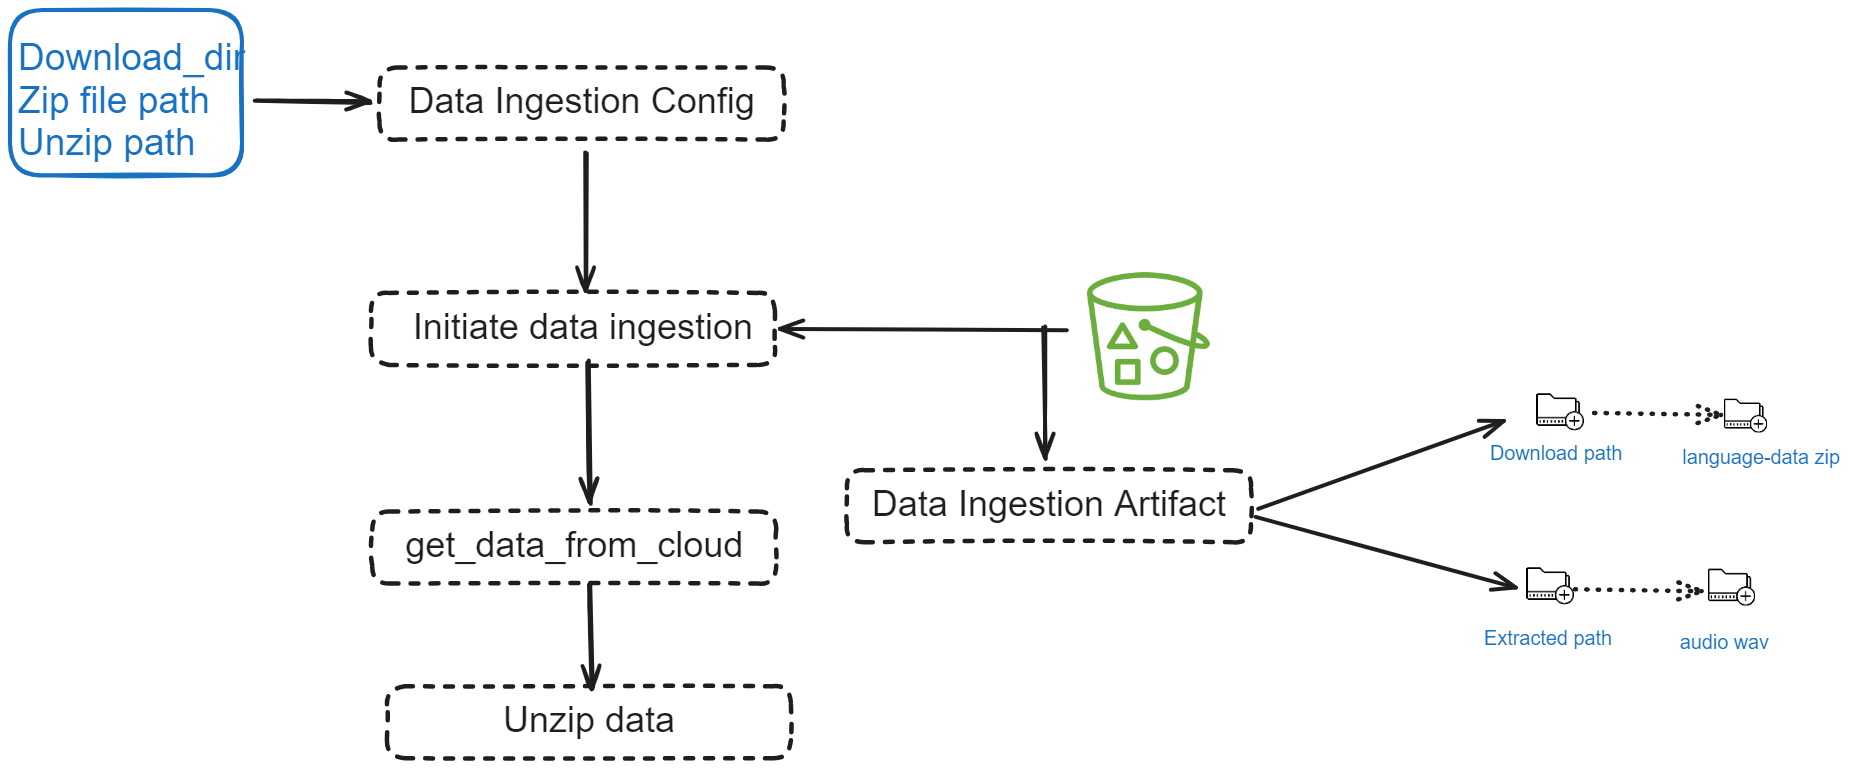 Download_dir
Zip file path
Unzip path
Data Ingestion Config
Initiate data ingestion
get_data_from_cloud
Unzip data
Data Ingestion Artifact
Download path
language-data zip
Extracted path
audio wav